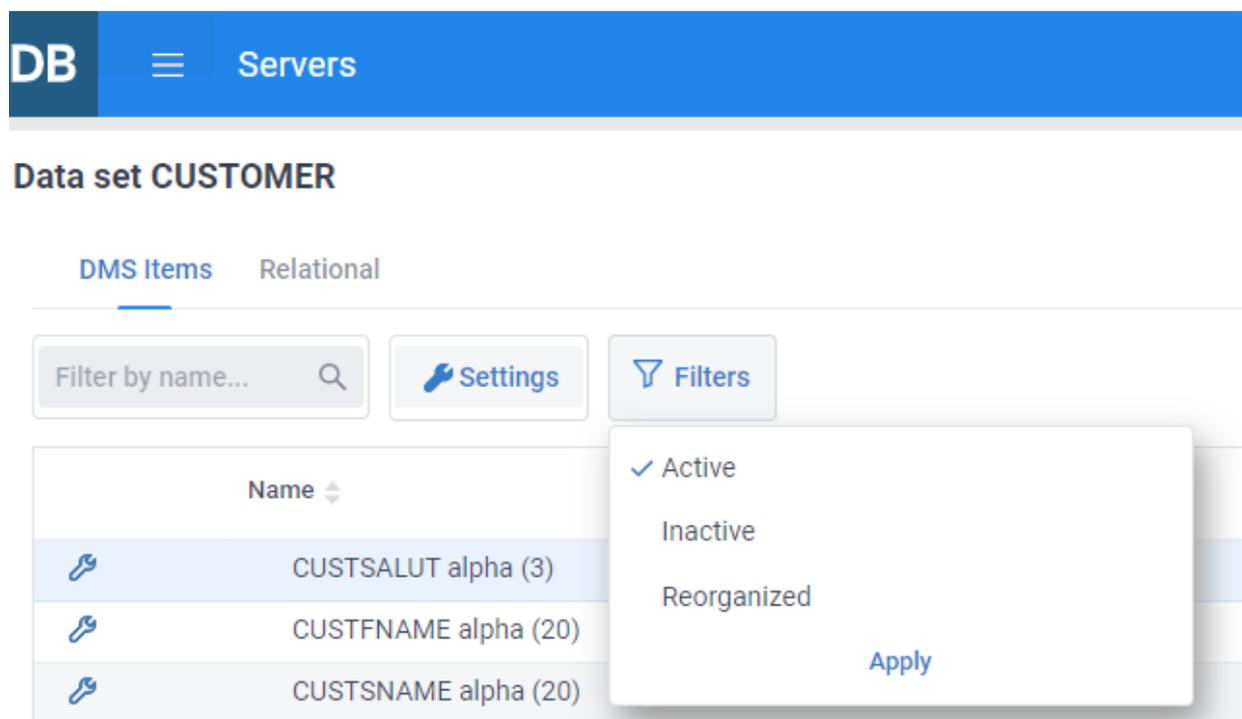 DB Servers
Data set CUSTOMER
DMS Items Relational
Filter by name... Settings Filters
Name
Active
Inactive
CUSTSALUT alpha (3)
Reorganized
CUSTFNAME alpha (20)
Apply
CUSTSNAME alpha (20)